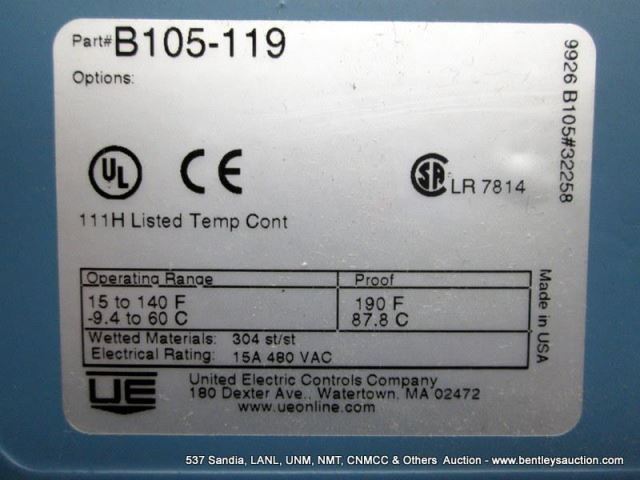 Part# B105-119
Options:
9926 B105#32258
UL
CE
SA LR 7814
111H Listed Temp Cont
Operating Range Proof
15 to 140 F 190 F
-9.4 to 60 C 87.8 C
Wetted Materials: 304 st/st
Electrical Rating: 15A 480 VAC
Made in USA
UE
United Electric Controls Company
180 Dexter Ave., Watertown, MA 02472
www.ueonline.com
537 Sandia, LANL, UNM, NMT, CNMCC & Others Auction - www.bentleysauction.com